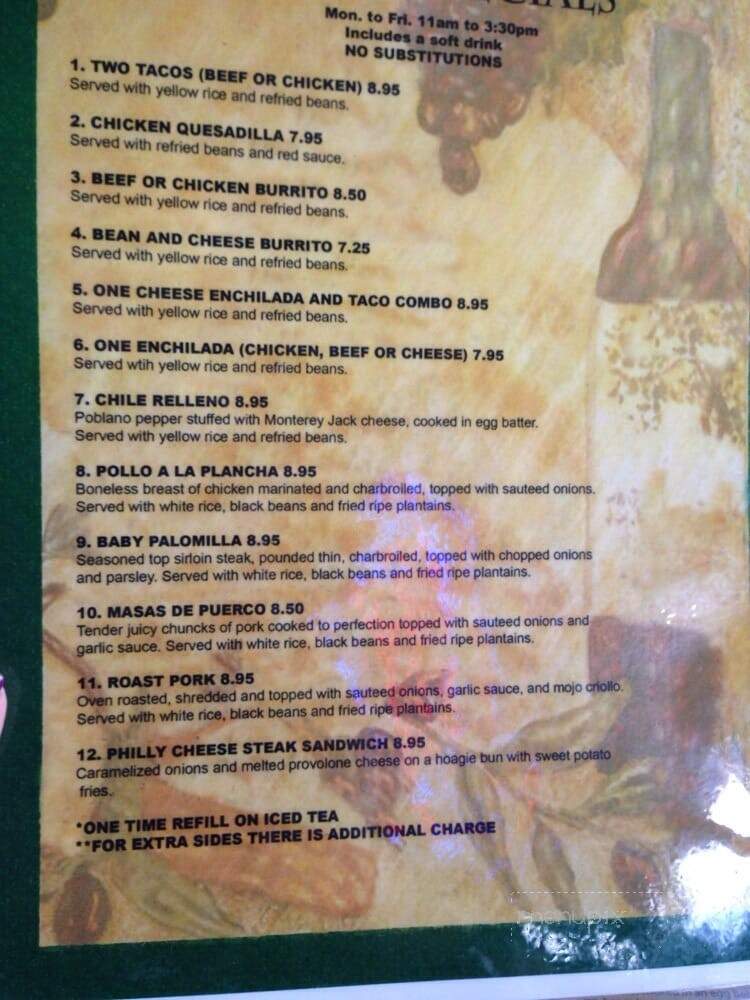 Mon. to Fri. 11am to 3:30pm
Includes a soft drink
NO SUBSTITUTIONS
1. TWO TACOS (BEEF OR CHICKEN) 8.95
Served with yellow rice and refried beans.
2. CHICKEN QUESADILLA 7.95
Served with refried beans and red sauce.
3. BEEF OR CHICKEN BURRITO 8.50
Served with yellow rice and refried beans.
4. BEAN AND CHEESE BURRITO 7.25
Served with yellow rice and refried beans.
5. ONE CHEESE ENCHILADA AND TACO COMBO 8.95
Served with yellow rice and refried beans.
6. ONE ENCHILADA (CHICKEN, BEEF OR CHEESE) 7.95
Served wtih yellow rice and refried beans.
7. CHILE RELLENO 8.95
Poblano pepper stuffed with Monterey Jack cheese, cooked in egg batter.
Served with yellow rice and refried beans.
8. POLLO A LA PLANCHA 8.95
Boneless breast of chicken marinated and charbroiled, topped with sauteed onions.
Served with white rice, black beans and fried ripe plantains.
9. BABY PALOMILLA 8.95
Seasoned top sirloin steak, pounded thin, charbroiled, topped with chopped onions
and parsley. Served with white rice, black beans and fried ripe plantains.
10. MASAS DE PUERCO 8.50
Tender juicy chuncks of pork cooked to perfection topped with sauteed onions and
garlic sauce. Served with white rice, black beans and fried ripe plantains.
11. ROAST PORK 8.95
Oven roasted, shredded and topped with sauteed onions, garlic sauce, and mojo criollo.
Served with white rice, black beans and fried ripe plantains.
12. PHILLY CHEESE STEAK SANDWICH 8.95
Caramelized onions and melted provolone cheese on a hoagie bun with sweet potato
fries.
*ONE TIME REFILL ON ICED TEA
**FOR EXTRA SIDES THERE IS ADDITIONAL CHARGE
menupix